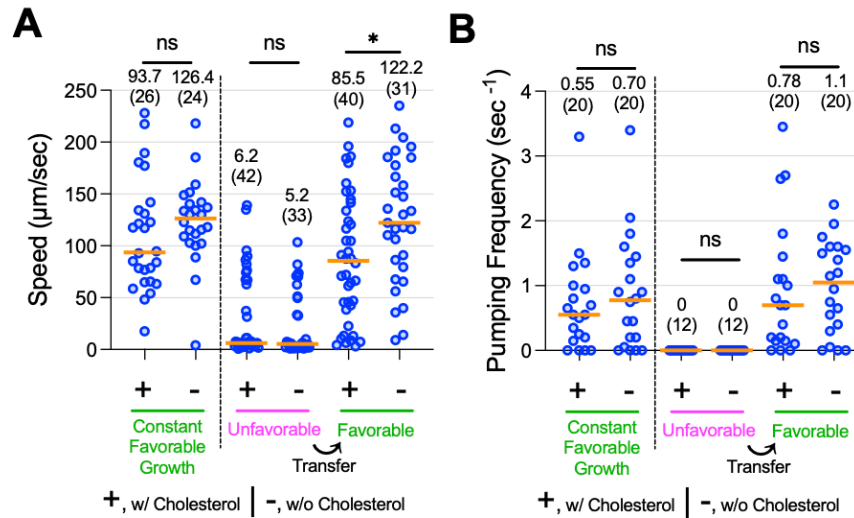 A
ns
ns
*
93.7
(26)
126.4
(24)
6.2
(42)
5.2
(33)
85.5
(40)
122.2
(31)
Speed (µm/sec)
250
200
150
100
50
0
+
-
+
-
+
-
Constant
Favorable
Growth
Unfavorable
Favorable
Transfer
+, w/ Cholesterol | -, w/o Cholesterol
B
ns
ns
ns
0.55
(20)
0.70
(20)
0
(12)
0
(12)
0.78
(20)
1.1
(20)
Pumping Frequency (sec -1)
4
3
2
1
0
+
-
+
-
+
-
Constant
Favorable
Growth
Unfavorable
Favorable
Transfer
+, w/ Cholesterol | -, w/o Cholesterol